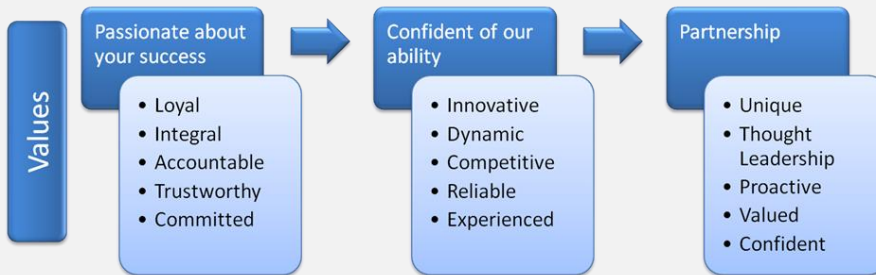 Values
Passionate about
your success
• Loyal
• Integral
• Accountable
• Trustworthy
• Committed
Confident of our
ability
• Innovative
• Dynamic
• Competitive
• Reliable
• Experienced
Partnership
• Unique
• Thought
Leadership
• Proactive
• Valued
• Confident